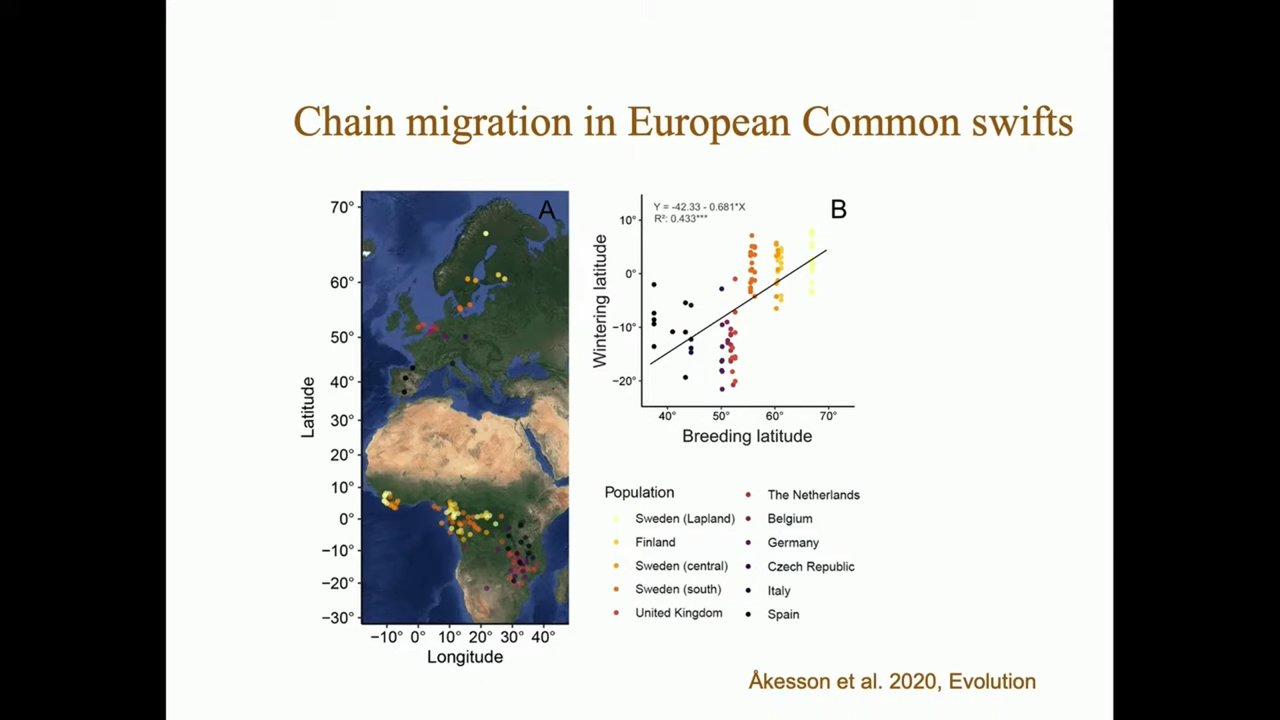 Chain migration in European Common swifts
A
70°
60°
50°
40°
30°
20°
10°
0°
−10°
−20°
−30°
Latitude
−10° 0° 10° 20° 30° 40°
Longitude
B
Y = -42.33 - 0.681*X
R²: 0.433***
10°
0°
−10°
−20°
Wintering latitude
40° 50° 60° 70°
Breeding latitude
Population
Sweden (Lapland)
Finland
Sweden (central)
Sweden (south)
United Kingdom
The Netherlands
Belgium
Germany
Czech Republic
Italy
Spain
Åkesson et al. 2020, Evolution